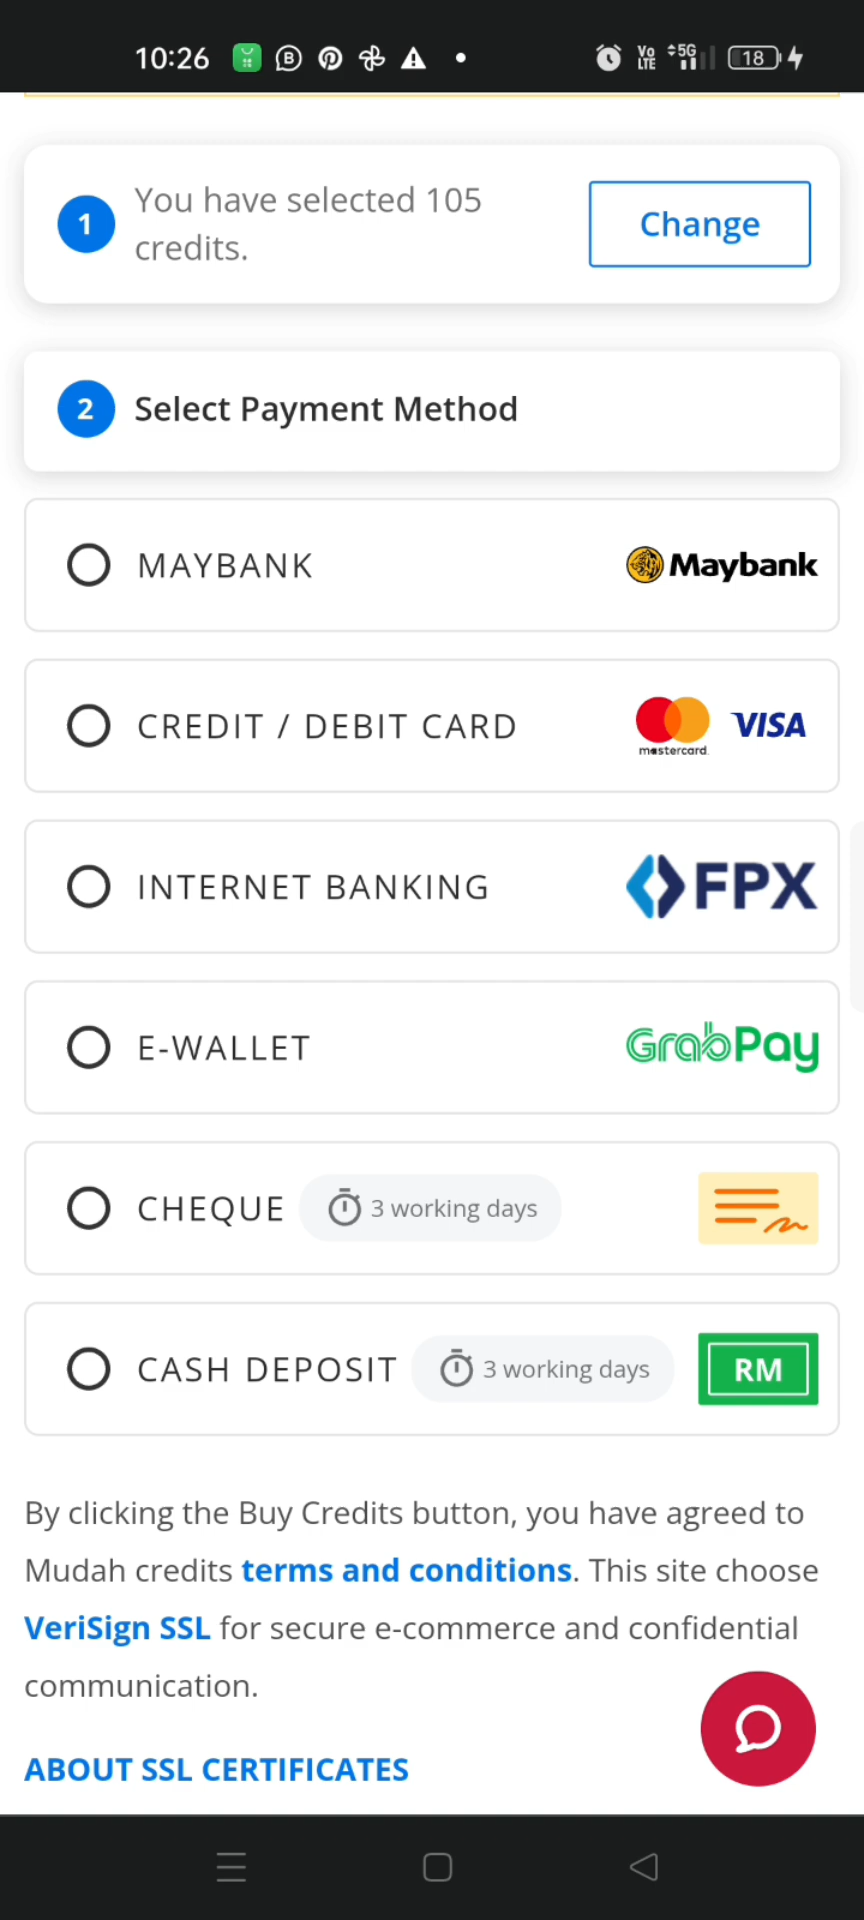 10:26
Vo LTE 5G 18
1 You have selected 105
credits.
Change
2 Select Payment Method
MAYBANK Maybank
CREDIT / DEBIT CARD mastercard. VISA
INTERNET BANKING FPX
E-WALLET GrabPay
CHEQUE 3 working days
CASH DEPOSIT 3 working days RM
By clicking the Buy Credits button, you have agreed to
Mudah credits terms and conditions. This site choose
VeriSign SSL for secure e-commerce and confidential
communication.
ABOUT SSL CERTIFICATES